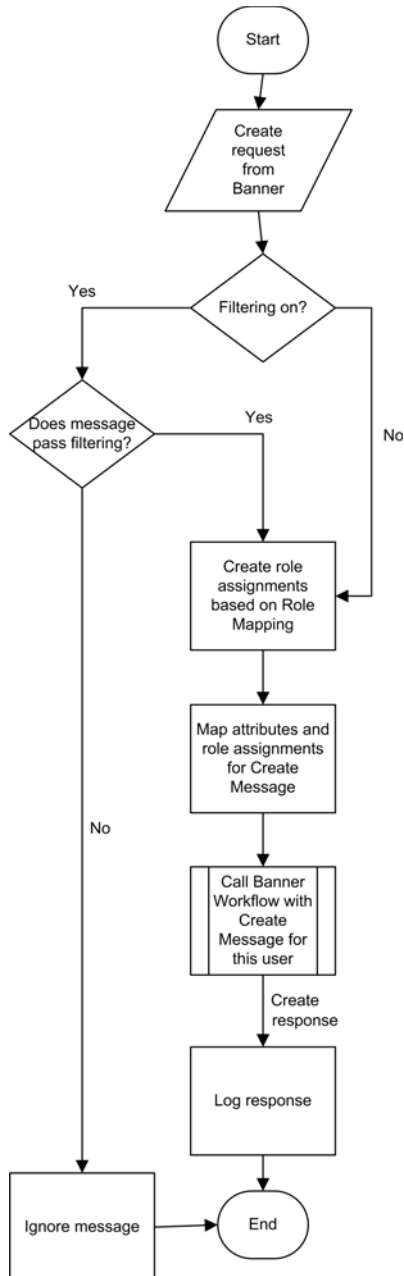 Start
Create
request
from
Banner
Yes
Filtering on?
Does message
pass filtering?
Yes
No
Create role
assignments
based on Role
Mapping
Map attributes and
role assignments
for Create
Message
No
Call Banner
Workflow with
Create
Message for
this user
Create
response
Log response
Ignore message
End